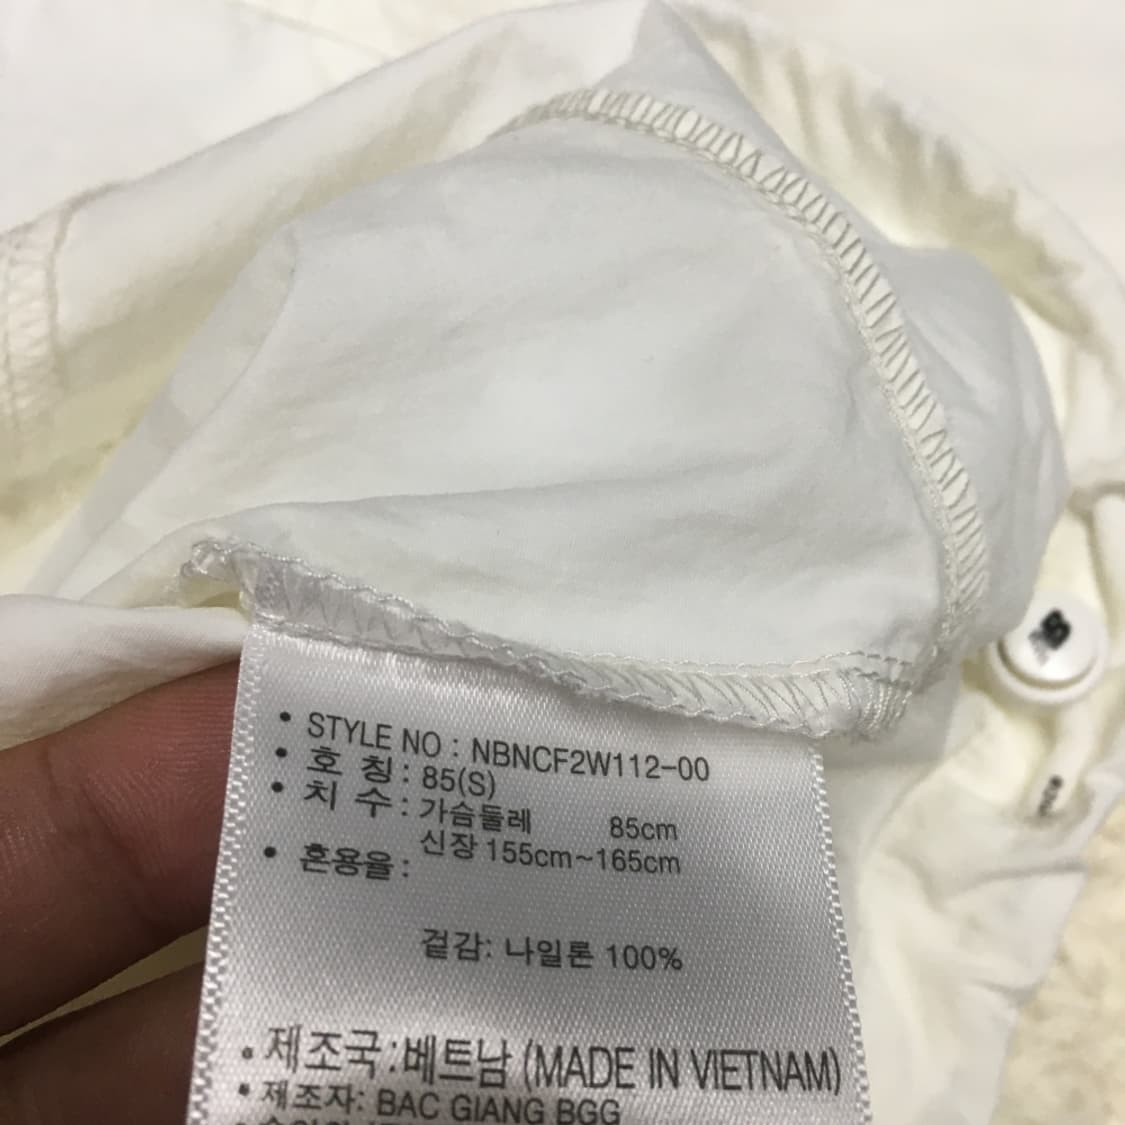 • STYLE NO : NBNCF2W112-00
• 호 칭 : 85(S)
• 치 수 : 가슴둘레 85cm
신장 155cm~165cm
• 혼용율 :
겉감: 나일론 100%
• 제조국:베트남 (MADE IN VIETNAM)
• 제조자: BAC GIANG BGG